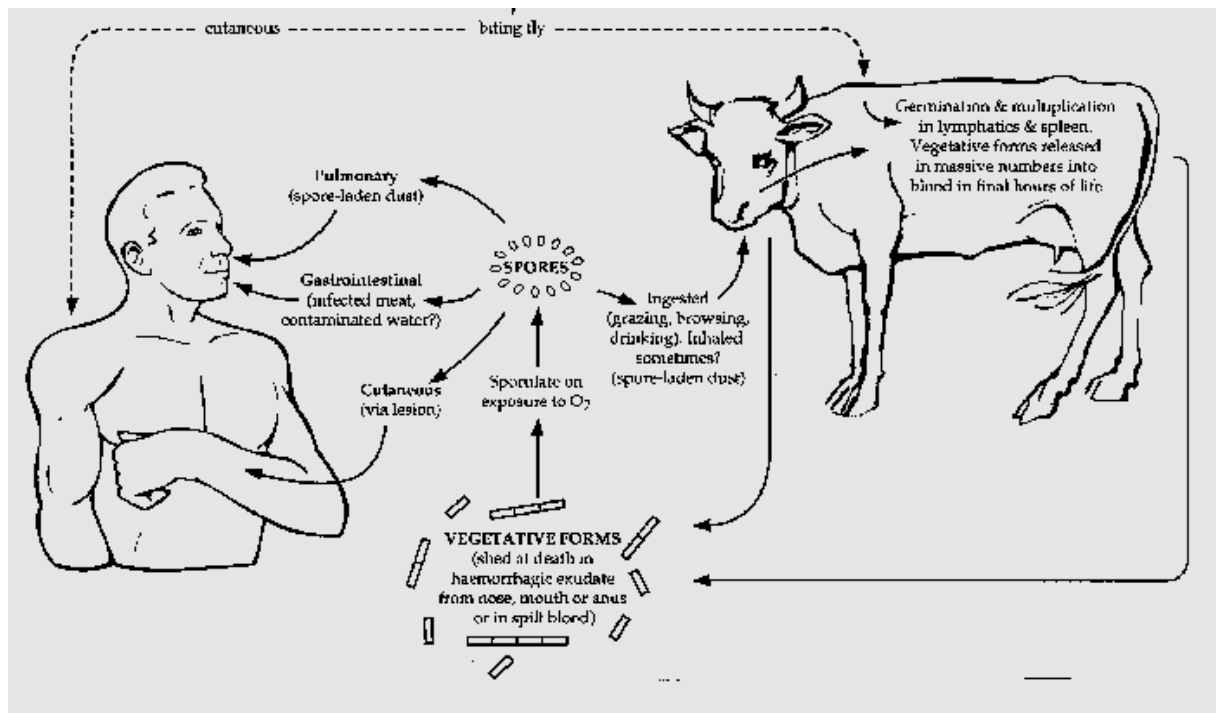 cutaneous
biting fly
Germination & multiplication
in lymphatics & spleen.
Vegetative forms released
in massive numbers into
blood in final hours of life
Pulmonary
(spore-laden dust)
SPORES
Gastrointestinal
(infected meat,
contaminated water?)
Ingested
(grazing, browsing,
drinking). Inhaled
sometimes?
(spore-laden dust)
Cutaneous
(via lesion)
Sporulate on
exposure to O2
VEGETATIVE FORMS
(shed at death in
haemorrhagic exudate
from nose, mouth or anus
or in spilt blood)